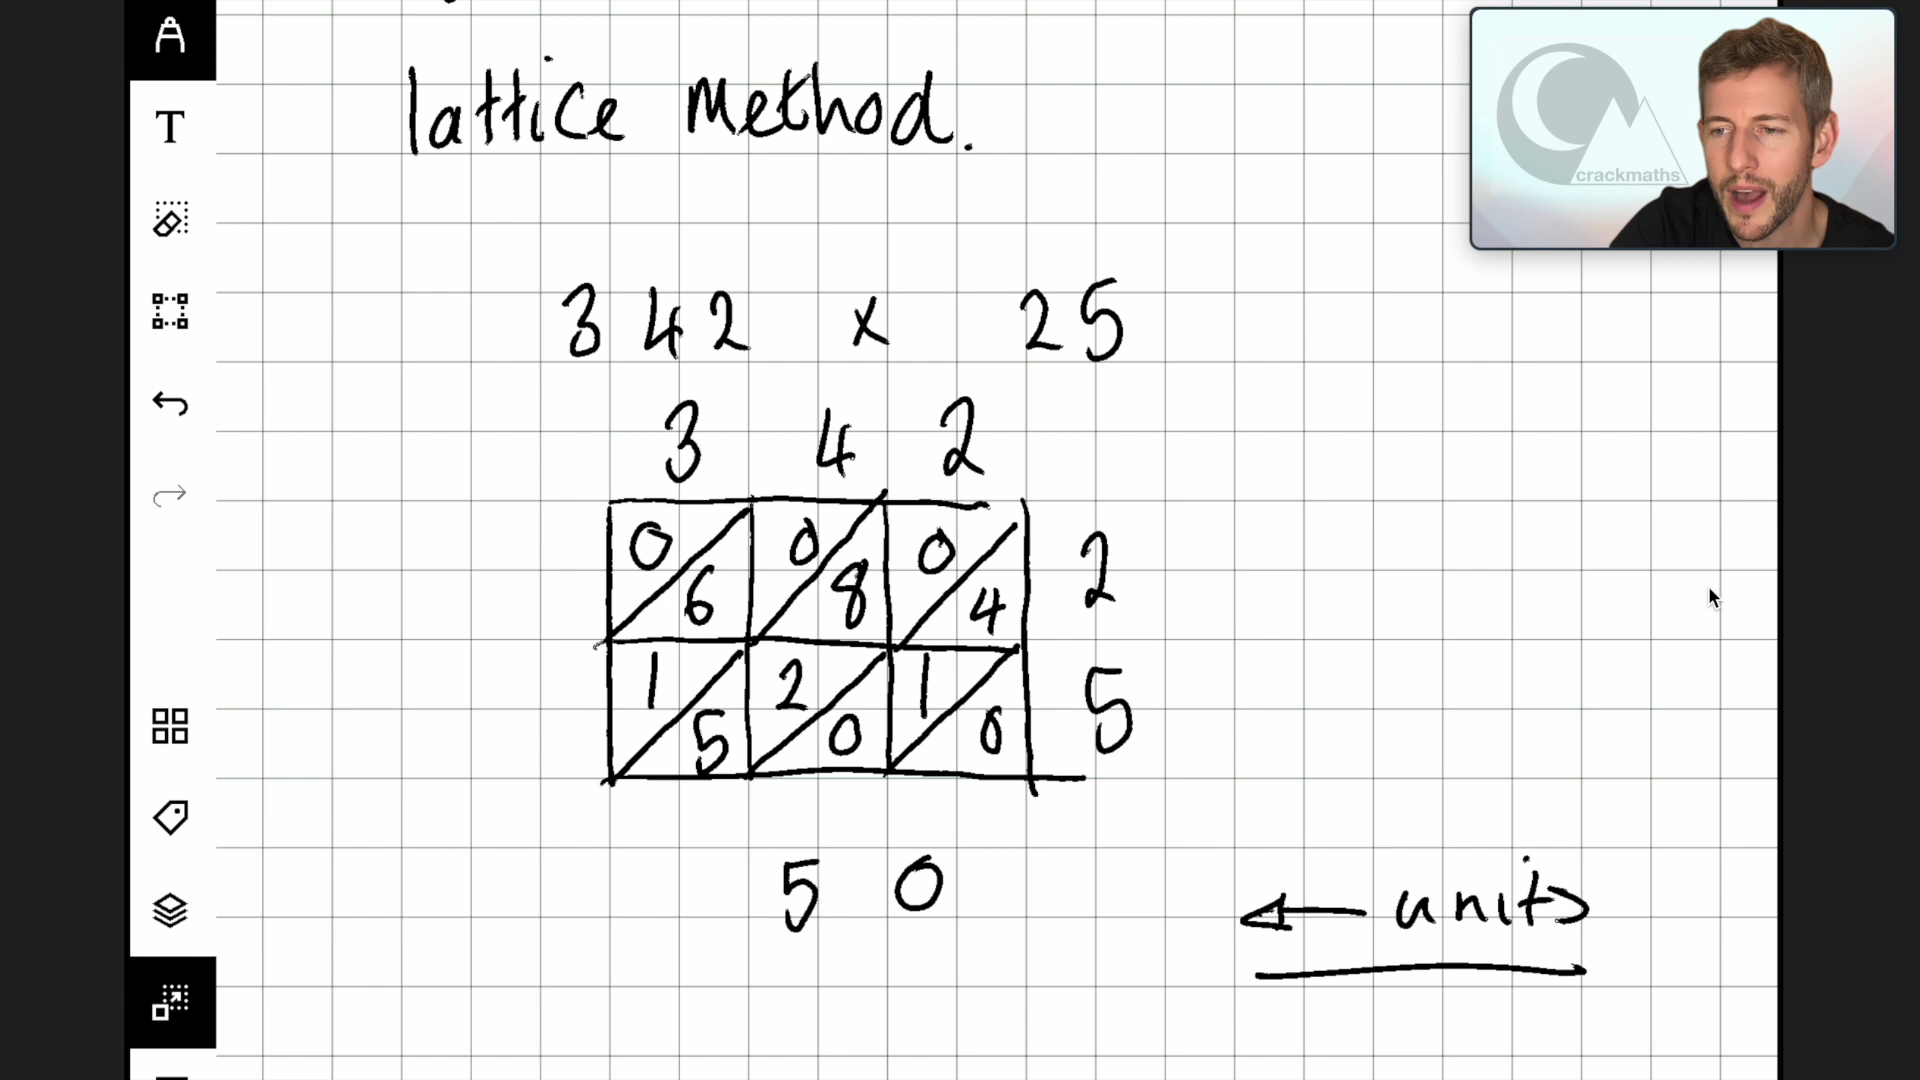 lattice Method.
crackmaths
342 x 25
3 4 2
0 6 0 8 0 4 2
1 5 2 0 1 0 5
5 0
← units